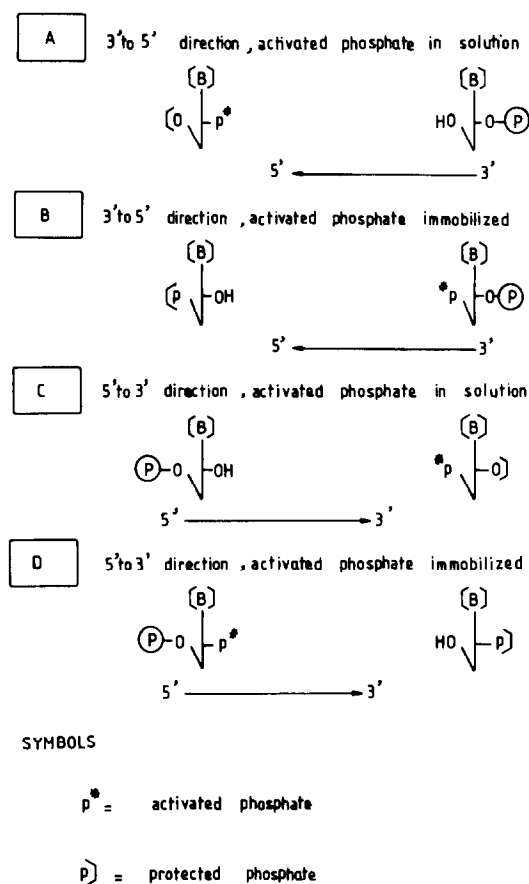 A 3' to 5' direction, activated phosphate in solution
(B) (B)
(O p* HO O-P
5' 3'
B 3' to 5' direction, activated phosphate immobilized
(B) (B)
(p OH *p O-P
5' 3'
C 5' to 3' direction, activated phosphate in solution
(B) (B)
P-O OH *p -O)
5' 3'
D 5' to 3' direction, activated phosphate immobilized
(B) (B)
P-O p* HO p)
5' 3'
SYMBOLS
p* = activated phosphate
p) = protected phosphate